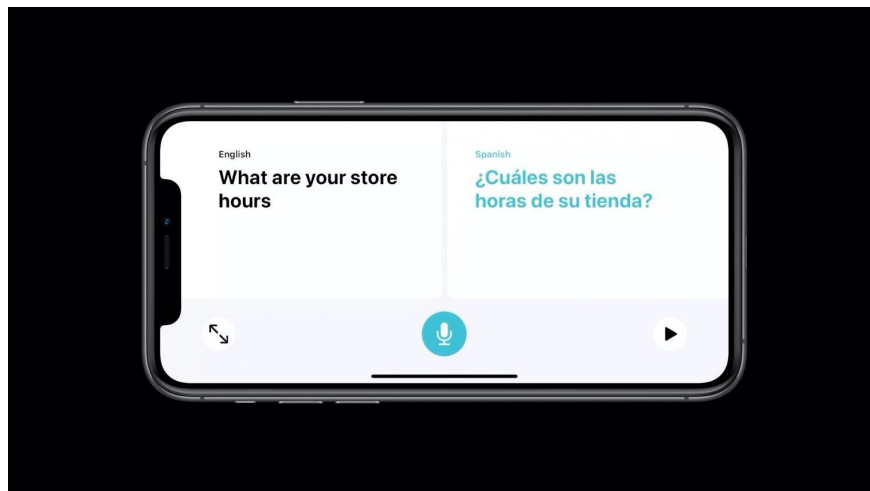 English
What are your store
hours
Spanish
¿Cuáles son las
horas de su tienda?